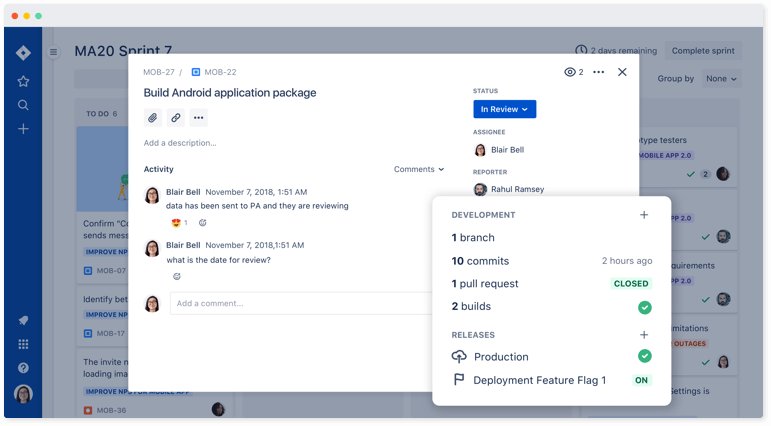 MA20 Sprint 7
2 days remaining
Complete sprint
Group by
None
TO DO 6
MOB-27 / MOB-22
2
Build Android application package
Add a description...
Activity
Comments
Blair Bell November 7, 2018, 1:51 AM
data has been sent to PA and they are reviewing
1
Blair Bell November 7, 2018,1:51 AM
what is the date for review?
Add a comment...
STATUS
In Review
ASSIGNEE
Blair Bell
REPORTER
Rahul Ramsey
DEVELOPMENT
1 branch
10 commits 2 hours ago
1 pull request CLOSED
2 builds
RELEASES
Production
Deployment Feature Flag 1 ON
Confirm "Co
sends messa
IMPROVE NP
MOB-07
Identify bet
IMPROVE NP
MOB-17
The invite n
loading ima
IMPROVE NPS FOR MOBILE APP
MOB-36
type testers
MOBILE APP 2.0
2
PP 2.0
quirements
PP 2.0
mitations
OUTAGES
Settings is